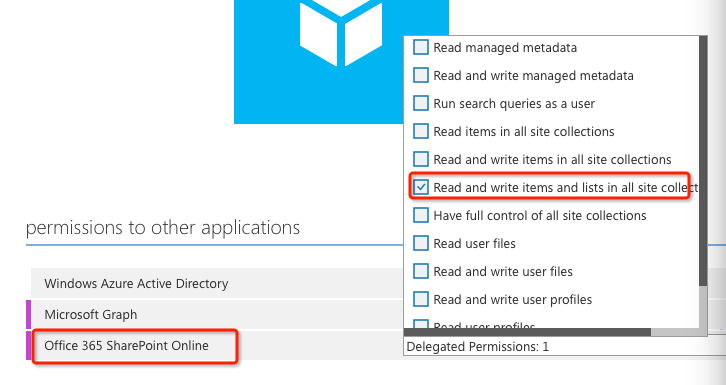 Read managed metadata
Read and write managed metadata
Run search queries as a user
Read items in all site collections
Read and write items in all site collections
Read and write items and lists in all site collect
Have full control of all site collections
Read user files
Read and write user files
Read and write user profiles
Read user profiles
Delegated Permissions: 1
permissions to other applications
Windows Azure Active Directory
Microsoft Graph
Office 365 SharePoint Online